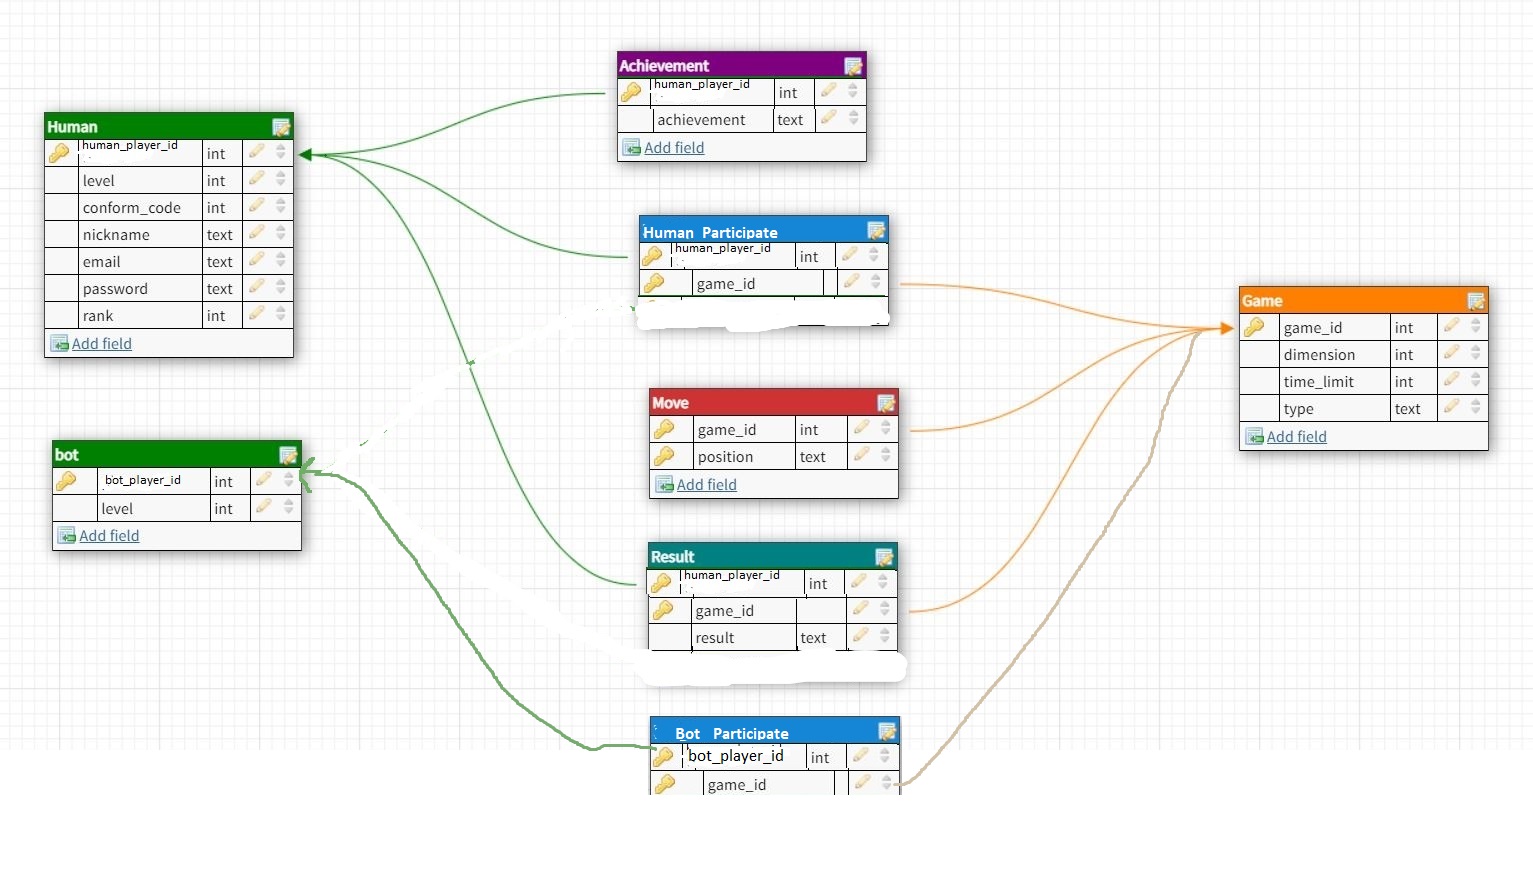 Human
human_player_id int
level int
conform_code int
nickname text
email text
password text
rank int
Add field
bot
bot_player_id int
level int
Add field
Achievement
human_player_id int
achievement text
Add field
Human Participate
human_player_id int
game_id
Move
game_id int
position text
Add field
Result
human_player_id int
game_id
result text
Bot Participate
bot_player_id int
game_id
Game
game_id int
dimension int
time_limit int
type text
Add field